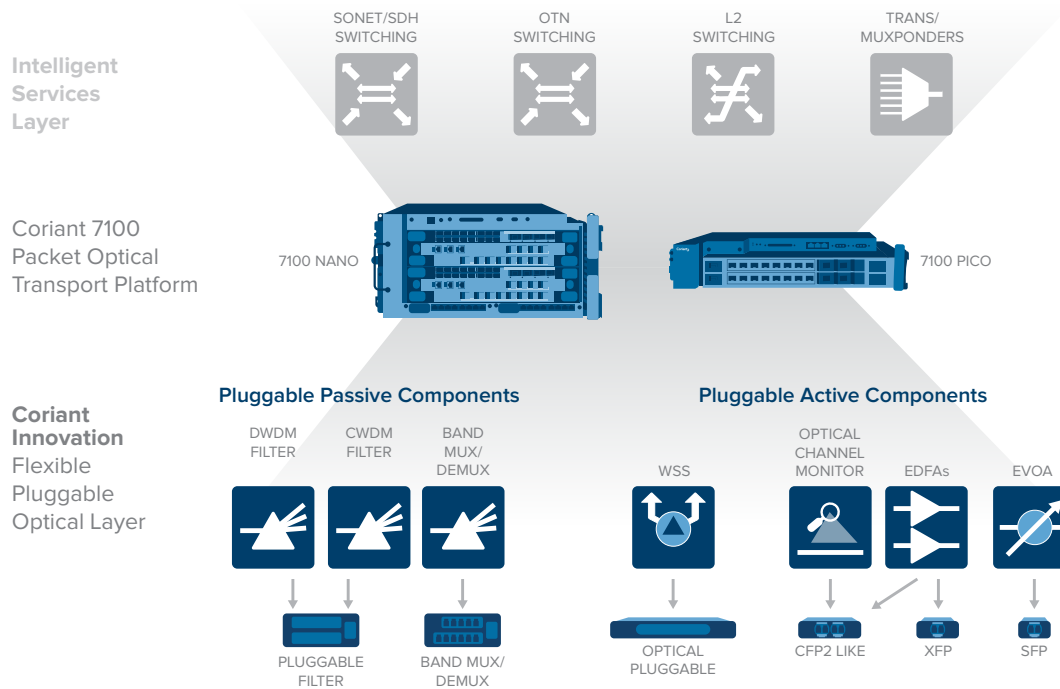 SONET/SDH
SWITCHING
OTN
SWITCHING
L2
SWITCHING
TRANS/
MUXPONDERS
Intelligent
Services
Layer
Coriant 7100
Packet Optical
Transport Platform
7100 NANO
7100 PICO
Pluggable Passive Components
Pluggable Active Components
Coriant
Innovation
Flexible
Pluggable
Optical Layer
DWDM
FILTER
CWDM
FILTER
BAND
MUX/
DEMUX
WSS
OPTICAL
CHANNEL
MONITOR
EDFAs
EVOA
PLUGGABLE
FILTER
BAND MUX/
DEMUX
OPTICAL
PLUGGABLE
CFP2 LIKE
XFP
SFP